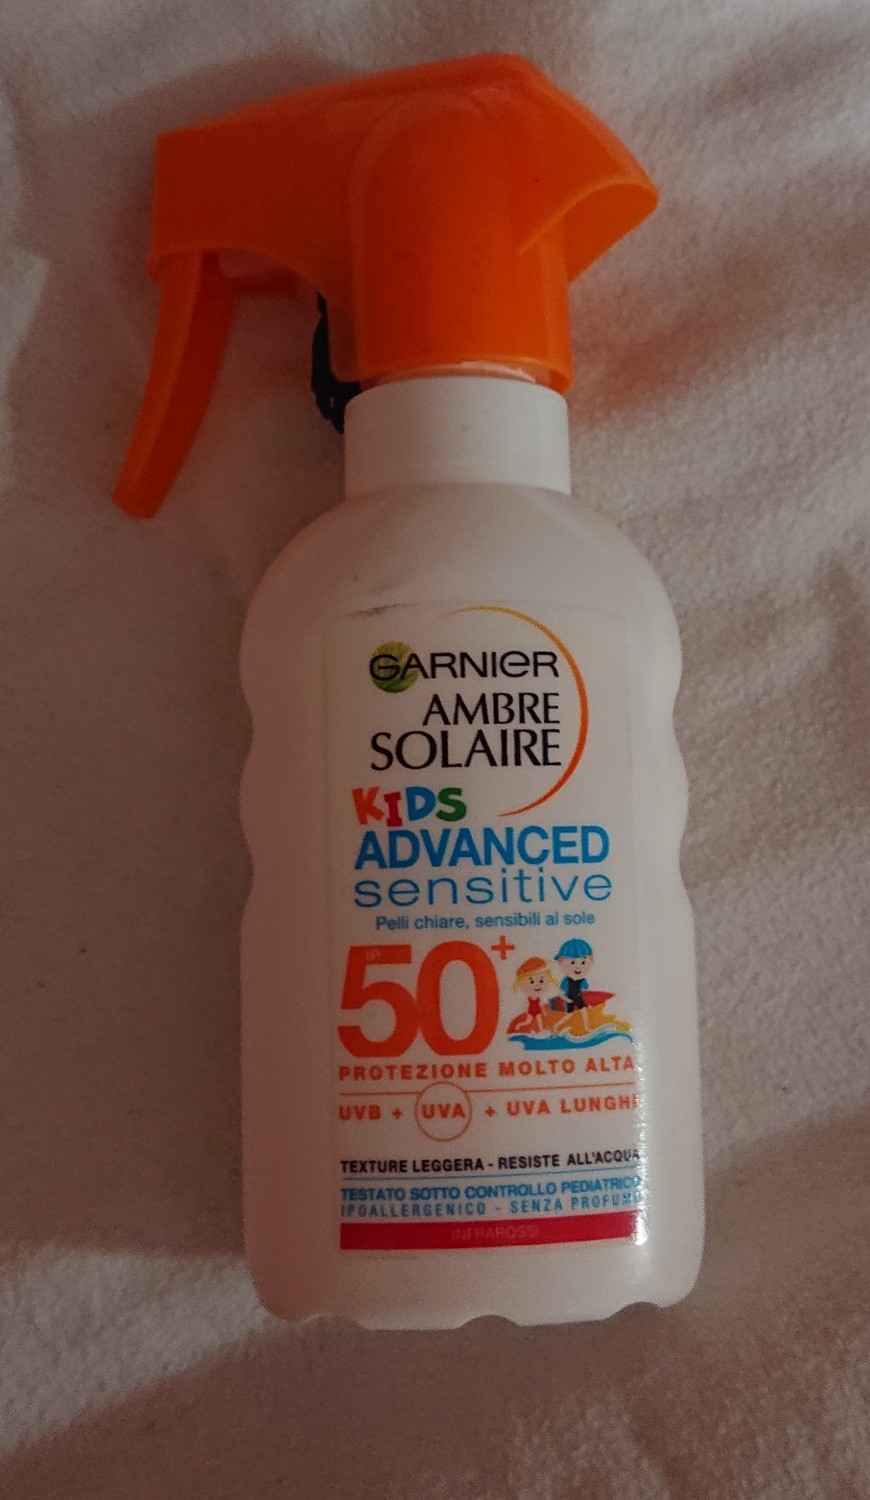 GARNIER
AMBRE
SOLAIRE
KIDS
ADVANCED
sensitive
Pelli chiare, sensibili al sole
IP
50+
PROTEZIONE MOLTO ALTA
UVB + UVA + UVA LUNGHI
TEXTURE LEGGERA - RESISTE ALL'ACQUA
TESTATO SOTTO CONTROLLO PEDIATRICO
IPOALLERGENICO - SENZA PROFUMO
INFRAROSSI